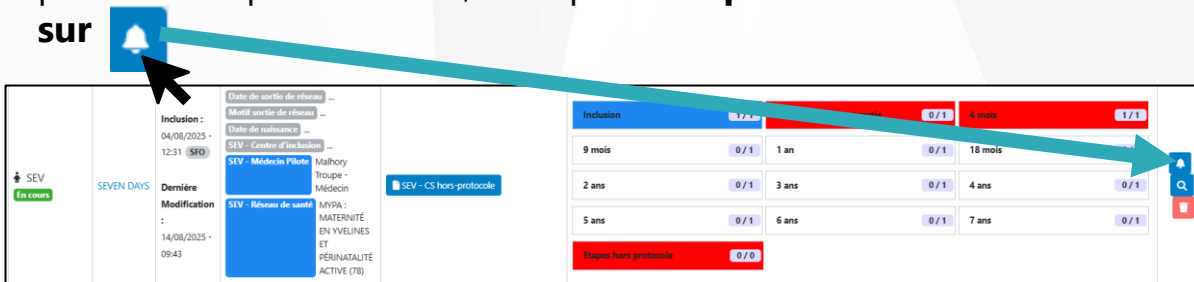 sur
Date de sortie de réseau ...
Motif sortie de réseau ...
Date de naissance ...
SEV - Centre d'inclusion ...
SEV - Médecin Pilote Malhory
Troupe -
Médecin
SEV - Réseau de santé MYPA :
MATERNITÉ
EN YVELINES
ET
PÉRINATALITÉ
ACTIVE (78)
Inclusion :
04/08/2025 -
12:31 SFO
Dernière
Modification
:
14/08/2025 -
09:43
SEV
En cours
SEVEN DAYS
SEV - CS hors-protocole
Inclusion 1/1
0/1
4 mois 1/1
9 mois 0/1
1 an 0/1
18 mois
2 ans 0/1
3 ans 0/1
4 ans 0/1
5 ans 0/1
6 ans 0/1
7 ans 0/1
Etapes hors protocole 0/0